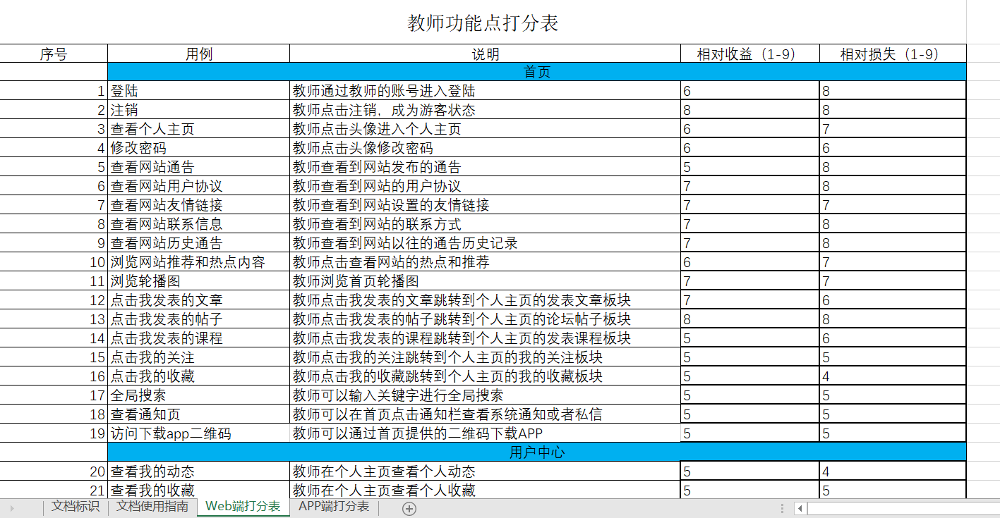 教师功能点打分表
序号 用例 说明 相对收益（1-9） 相对损失（1-9）
首页
1 登陆 教师通过教师的账号进入登陆 6 8
2 注销 教师点击注销，成为游客状态 8 8
3 查看个人主页 教师点击头像进入个人主页 6 7
4 修改密码 教师点击头像修改密码 6 6
5 查看网站通告 教师查看到网站发布的通告 5 8
6 查看网站用户协议 教师查看到网站的用户协议 7 8
7 查看网站友情链接 教师查看到网站设置的友情链接 7 7
8 查看网站联系信息 教师查看到网站的联系方式 7 8
9 查看网站历史通告 教师查看到网站以往的通告历史记录 7 8
10 浏览网站推荐和热点内容 教师点击查看网站的热点和推荐 6 7
11 浏览轮播图 教师浏览首页轮播图 7 7
12 点击我发表的文章 教师点击我发表的文章跳转到个人主页的发表文章板块 7 6
13 点击我发表的帖子 教师点击我发表的帖子跳转到个人主页的论坛帖子板块 8 8
14 点击我发表的课程 教师点击我发表的课程跳转到个人主页的发表课程板块 5 6
15 点击我的关注 教师点击我的关注跳转到个人主页的我的关注板块 5 5
16 点击我的收藏 教师点击我的收藏跳转到个人主页的我的收藏板块 5 4
17 全局搜索 教师可以输入关键字进行全局搜索 5 5
18 查看通知页 教师可以在首页点击通知栏查看系统通知或者私信 5 5
19 访问下载app二维码 教师可以通过首页提供的二维码下载APP 5 5
用户中心
20 查看我的动态 教师在个人主页查看个人动态 5 4
21 查看我的收藏 教师在个人主页查看个人收藏 5 5
文档标识 文档使用指南 Web端打分表 APP端打分表